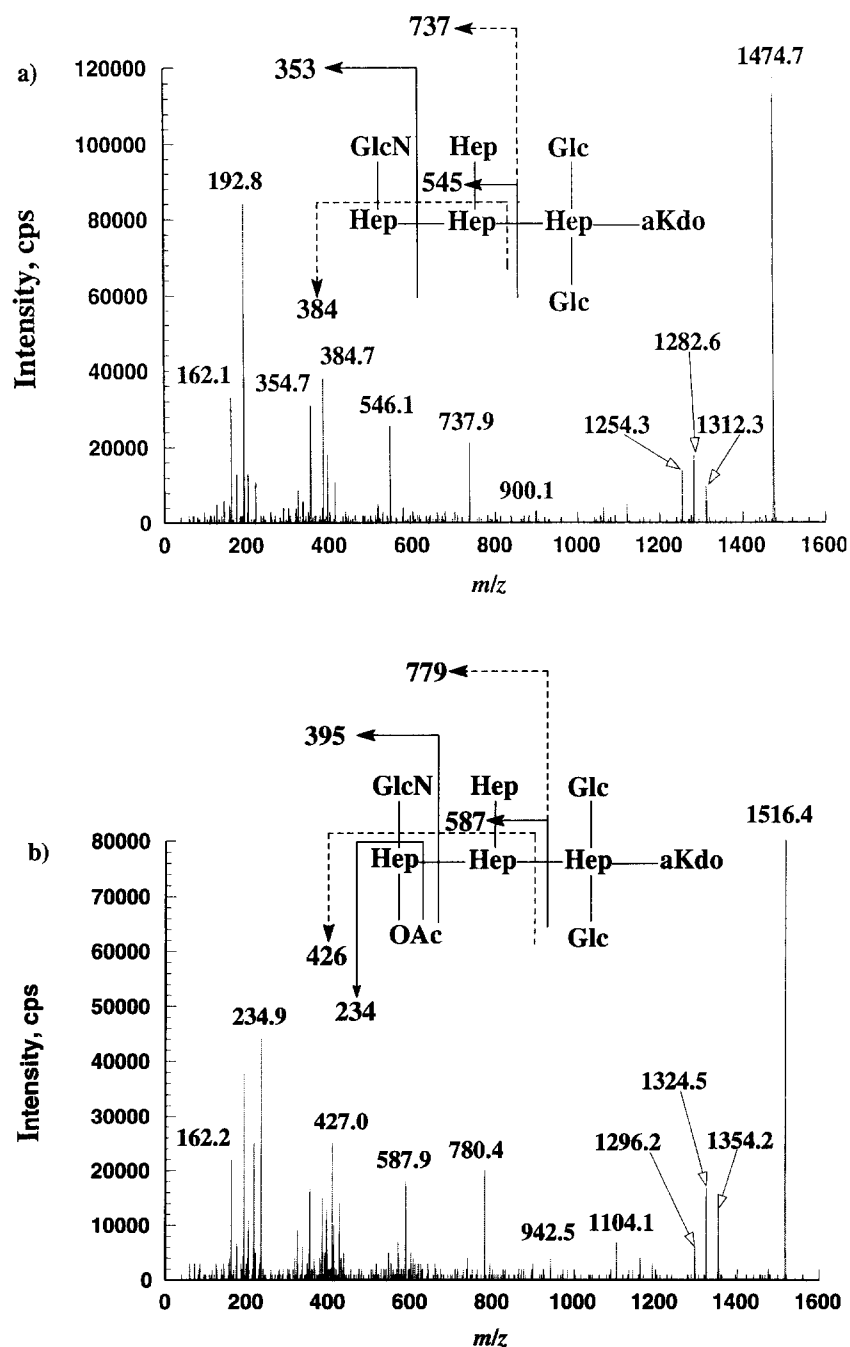 737
a)
353
1474.7
120000
GlcN Hep Glc
100000
545
192.8
80000
Hep Hep Hep aKdo
Intensity, cps
60000
384
Glc
1282.6
40000
162.1 354.7 384.7
1254.3 1312.3
546.1
737.9
20000
900.1
0
0 200 400 600 800 1000 1200 1400 1600
m/z
779
395
GlcN Hep Glc
587
1516.4
b)
80000
Hep Hep Hep aKdo
70000
OAc Glc
60000
426
234
50000
Intensity, cps
234.9
40000
1324.5
30000
162.2 427.0
1296.2 1354.2
587.9 780.4
20000
942.5 1104.1
10000
0
0 200 400 600 800 1000 1200 1400 1600
m/z